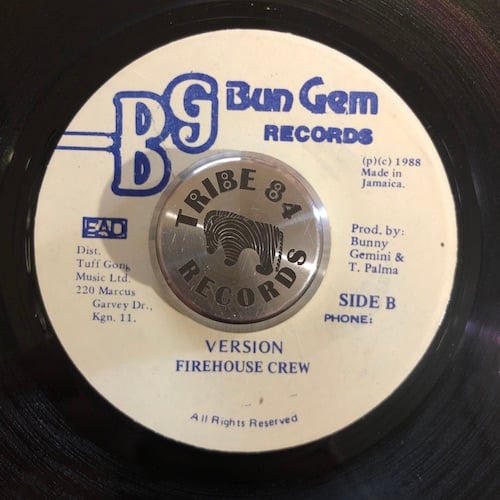 BG Bun Gem
RECORDS
(p)(c) 1988
Made in
Jamaica.
TRIBE 84
RECORDS
Dist.
Tuff Gong
Music Ltd.
220 Marcus
Garvey Dr.,
Kgn. 11.
Prod. by:
Bunny
Gemini &
T. Palma
SIDE B
PHONE:
VERSION
FIREHOUSE CREW
All Rights Reserved